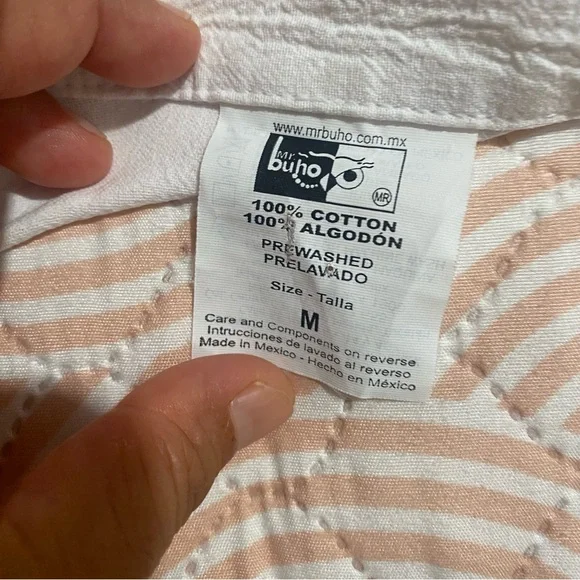 www.mrbuho.com.mx
Mr
búho
MR
100% COTTON
100% ALGODÓN
PREWASHED
PRELAVADO
Size - Talla
M
Care and Components on reverse
Intrucciones de lavado al reverso
Made in Mexico - Hecho en México